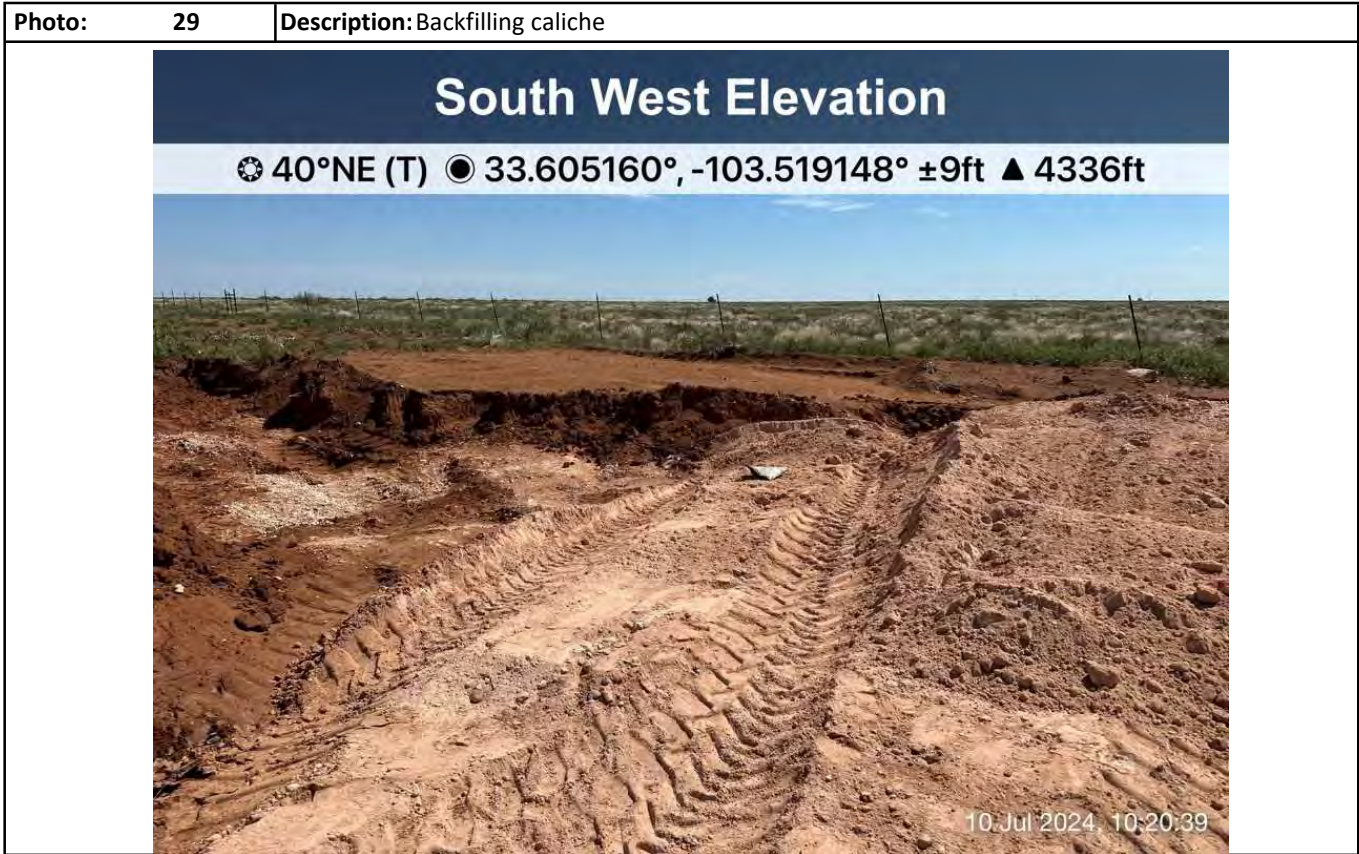 Photo: 29 Description: Backfilling caliche
South West Elevation
40°NE (T) 33.605160°, -103.519148° ±9ft ▲ 4336ft
10 Jul 2024, 10:20:39